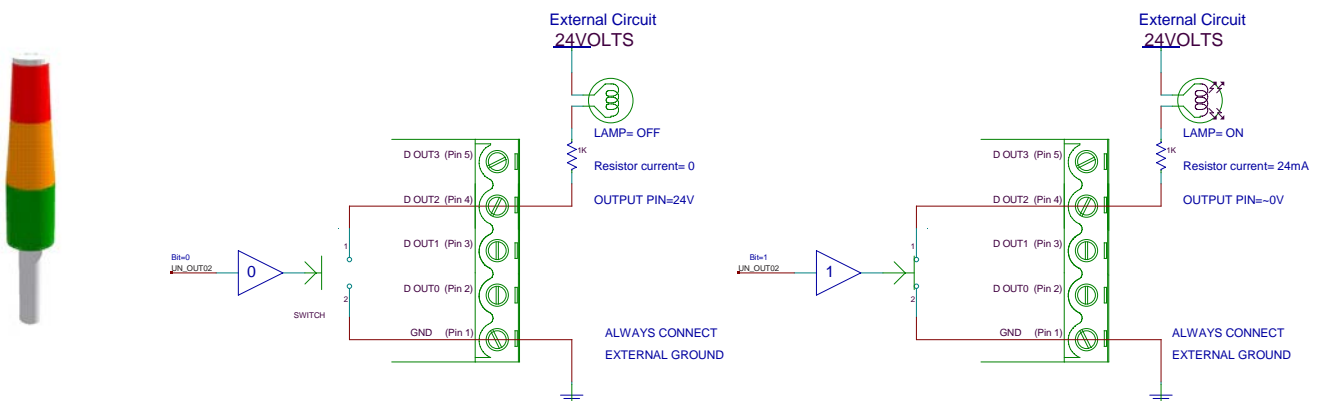 External Circuit
24VOLTS
LAMP= OFF
1K
D OUT3 (Pin 5)
Resistor current= 0
D OUT2 (Pin 4)
OUTPUT PIN=24V
1
D OUT1 (Pin 3)
Bit=0
UN_OUT02
0
D OUT0 (Pin 2)
2
SWITCH
GND (Pin 1)
ALWAYS CONNECT
EXTERNAL GROUND
External Circuit
24VOLTS
LAMP= ON
1K
D OUT3 (Pin 5)
Resistor current= 24mA
D OUT2 (Pin 4)
OUTPUT PIN=~0V
1
D OUT1 (Pin 3)
Bit=1
UN_OUT02
1
D OUT0 (Pin 2)
2
GND (Pin 1)
ALWAYS CONNECT
EXTERNAL GROUND